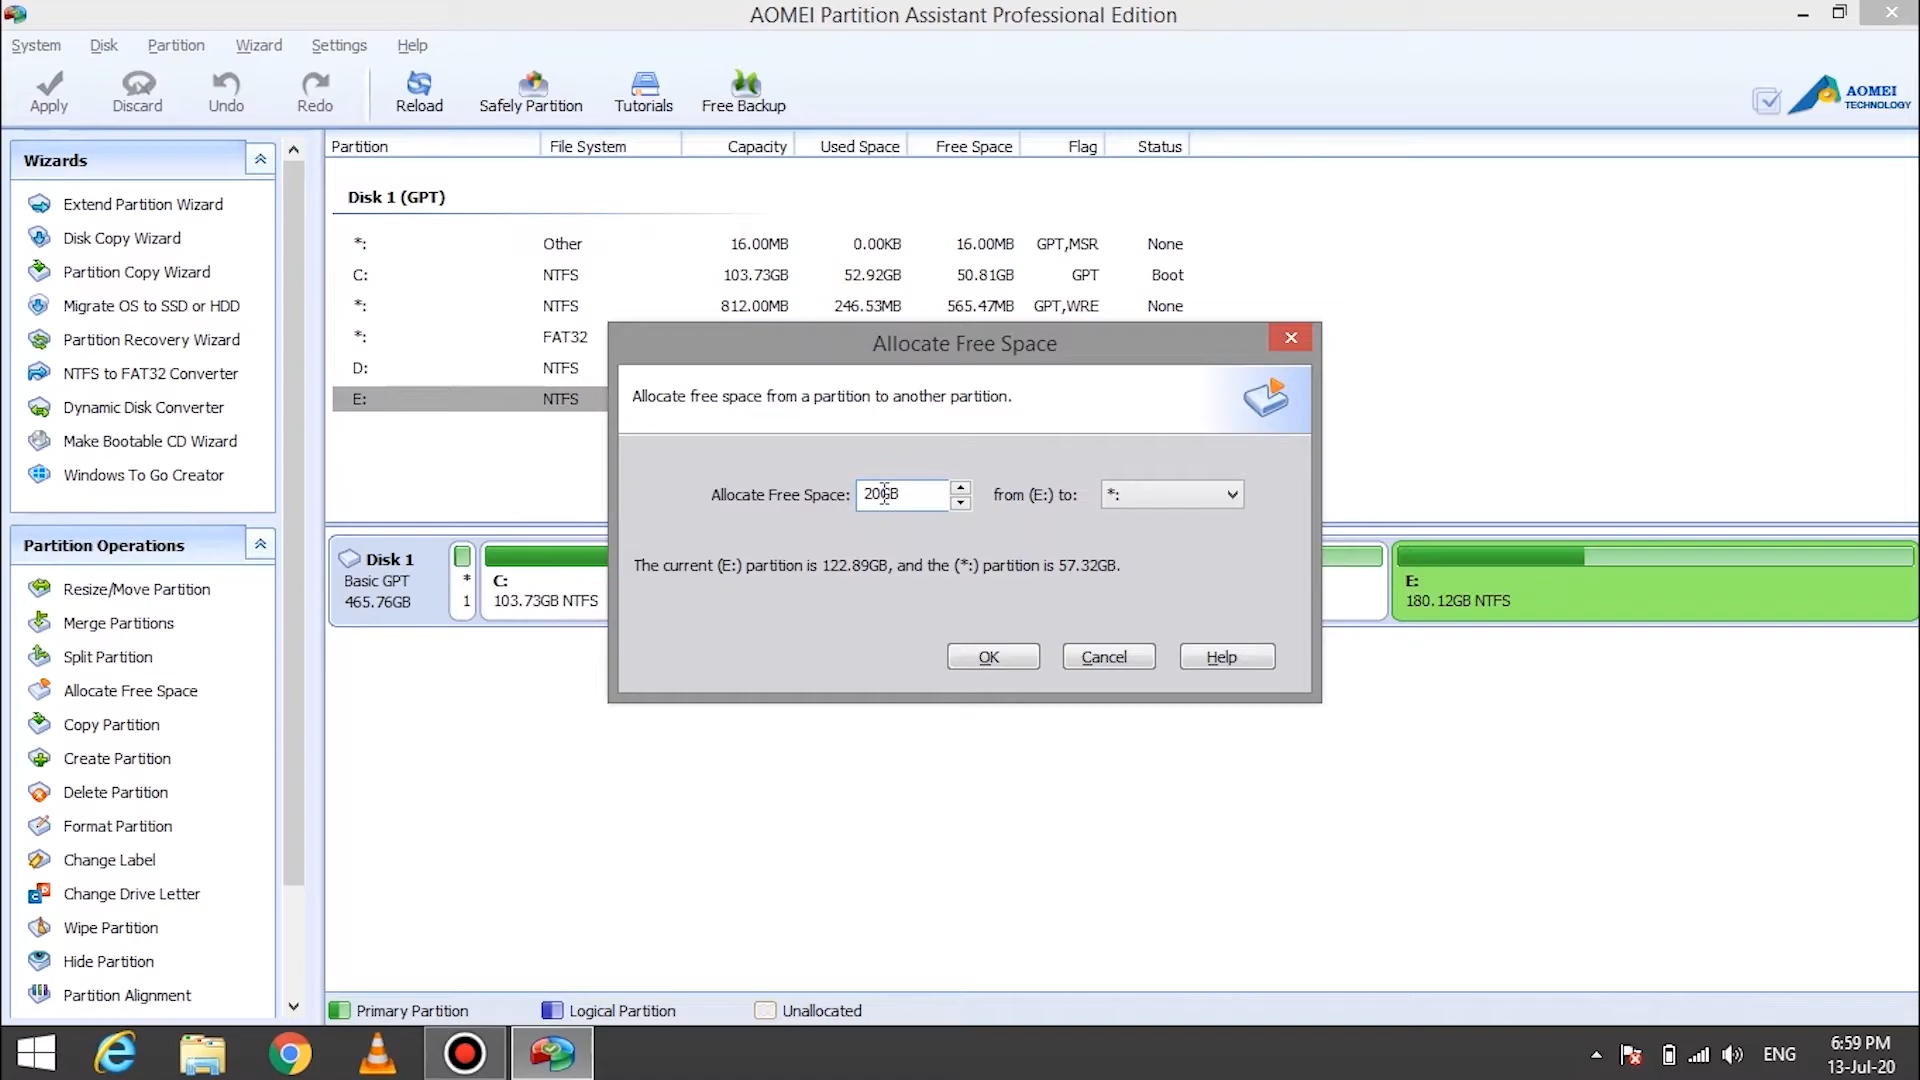 AOMEI Partition Assistant Professional Edition
System Disk Partition Wizard Settings Help
Apply Discard Undo Redo Reload Safely Partition Tutorials Free Backup
AOMEI
TECHNOLOGY
Wizards
Extend Partition Wizard
Disk Copy Wizard
Partition Copy Wizard
Migrate OS to SSD or HDD
Partition Recovery Wizard
NTFS to FAT32 Converter
Dynamic Disk Converter
Make Bootable CD Wizard
Windows To Go Creator
Partition Operations
Resize/Move Partition
Merge Partitions
Split Partition
Allocate Free Space
Copy Partition
Create Partition
Delete Partition
Format Partition
Change Label
Change Drive Letter
Wipe Partition
Hide Partition
Partition Alignment
Partition File System Capacity Used Space Free Space Flag Status
Disk 1 (GPT)
*: Other 16.00MB 0.00KB 16.00MB GPT,MSR None
C: NTFS 103.73GB 52.92GB 50.81GB GPT Boot
*: NTFS 812.00MB 246.53MB 565.47MB GPT,WRE None
*: FAT32
D: NTFS
E: NTFS
Allocate Free Space
Allocate free space from a partition to another partition.
Allocate Free Space: 20GB from (E:) to: *:
The current (E:) partition is 122.89GB, and the (*:) partition is 57.32GB.
OK Cancel Help
Disk 1
Basic GPT
465.76GB
*
1
C:
103.73GB NTFS
E:
180.12GB NTFS
Primary Partition Logical Partition Unallocated
ENG
6:59 PM
13-Jul-20